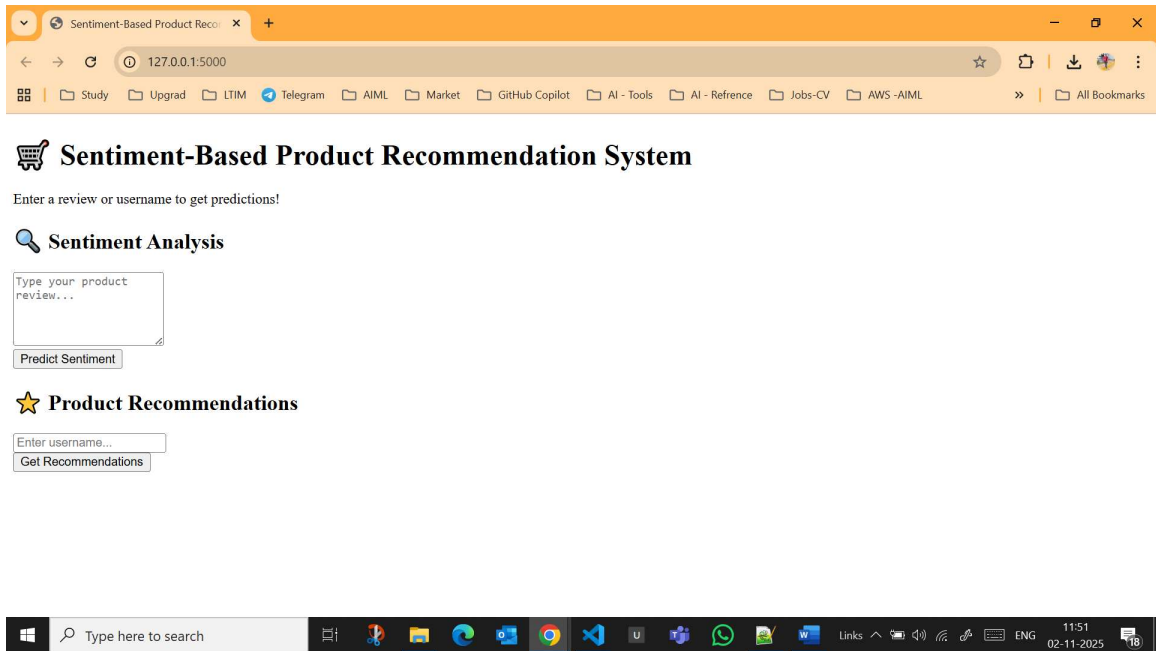 Sentiment-Based Product Reco
127.0.0.1:5000
Study Upgrad LTIM Telegram AIML Market GitHub Copilot AI - Tools AI - Refrence Jobs-CV AWS -AIML » All Bookmarks
Sentiment-Based Product Recommendation System
Enter a review or username to get predictions!
Sentiment Analysis
Type your product
review...
Predict Sentiment
Product Recommendations
Enter username...
Get Recommendations
Type here to search
U
Links
ENG
11:51
02-11-2025
18